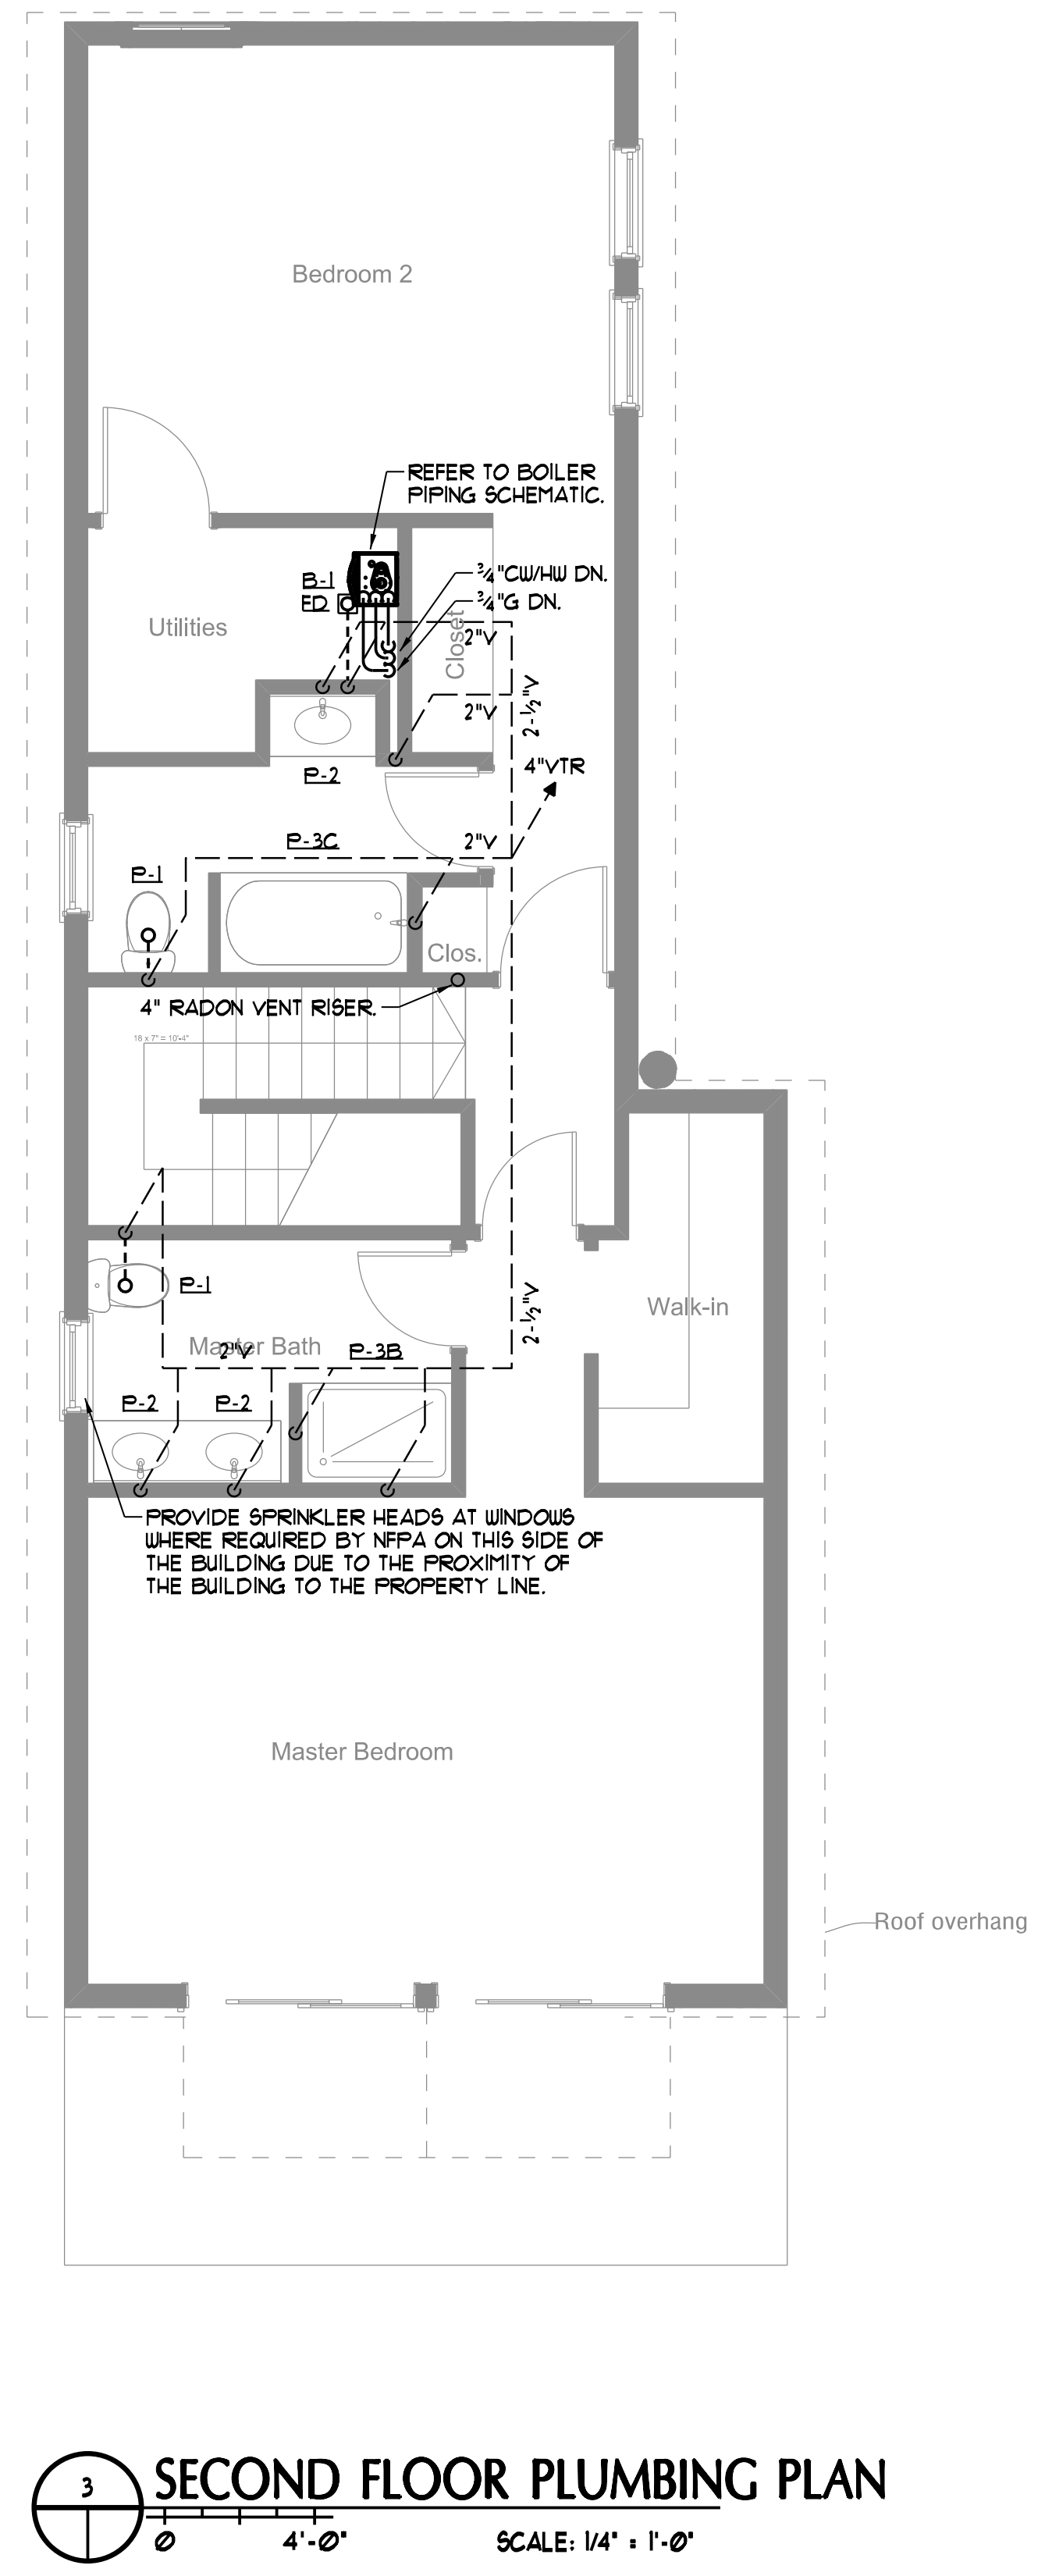 Bedroom 2
REFER TO BOILER
PIPING SCHEMATIC.
B-1
3/4"CW/HW DN.
FD
3/4"G DN.
Utilities
Closet
2"V
2-1/2"V
2"V
P-2
4"VTR
P-3C
2"V
P-1
Clos.
4" RADON VENT RISER.
18 x 7" = 10'-4"
P-1
2-1/2"V
Walk-in
Master Bath
2"V
P-3B
P-2
P-2
PROVIDE SPRINKLER HEADS AT WINDOWS
WHERE REQUIRED BY NFPA ON THIS SIDE OF
THE BUILDING DUE TO THE PROXIMITY OF
THE BUILDING TO THE PROPERTY LINE.
Master Bedroom
Roof overhang
3
SECOND FLOOR PLUMBING PLAN
0 4'-0" SCALE: 1/4" = 1'-0"